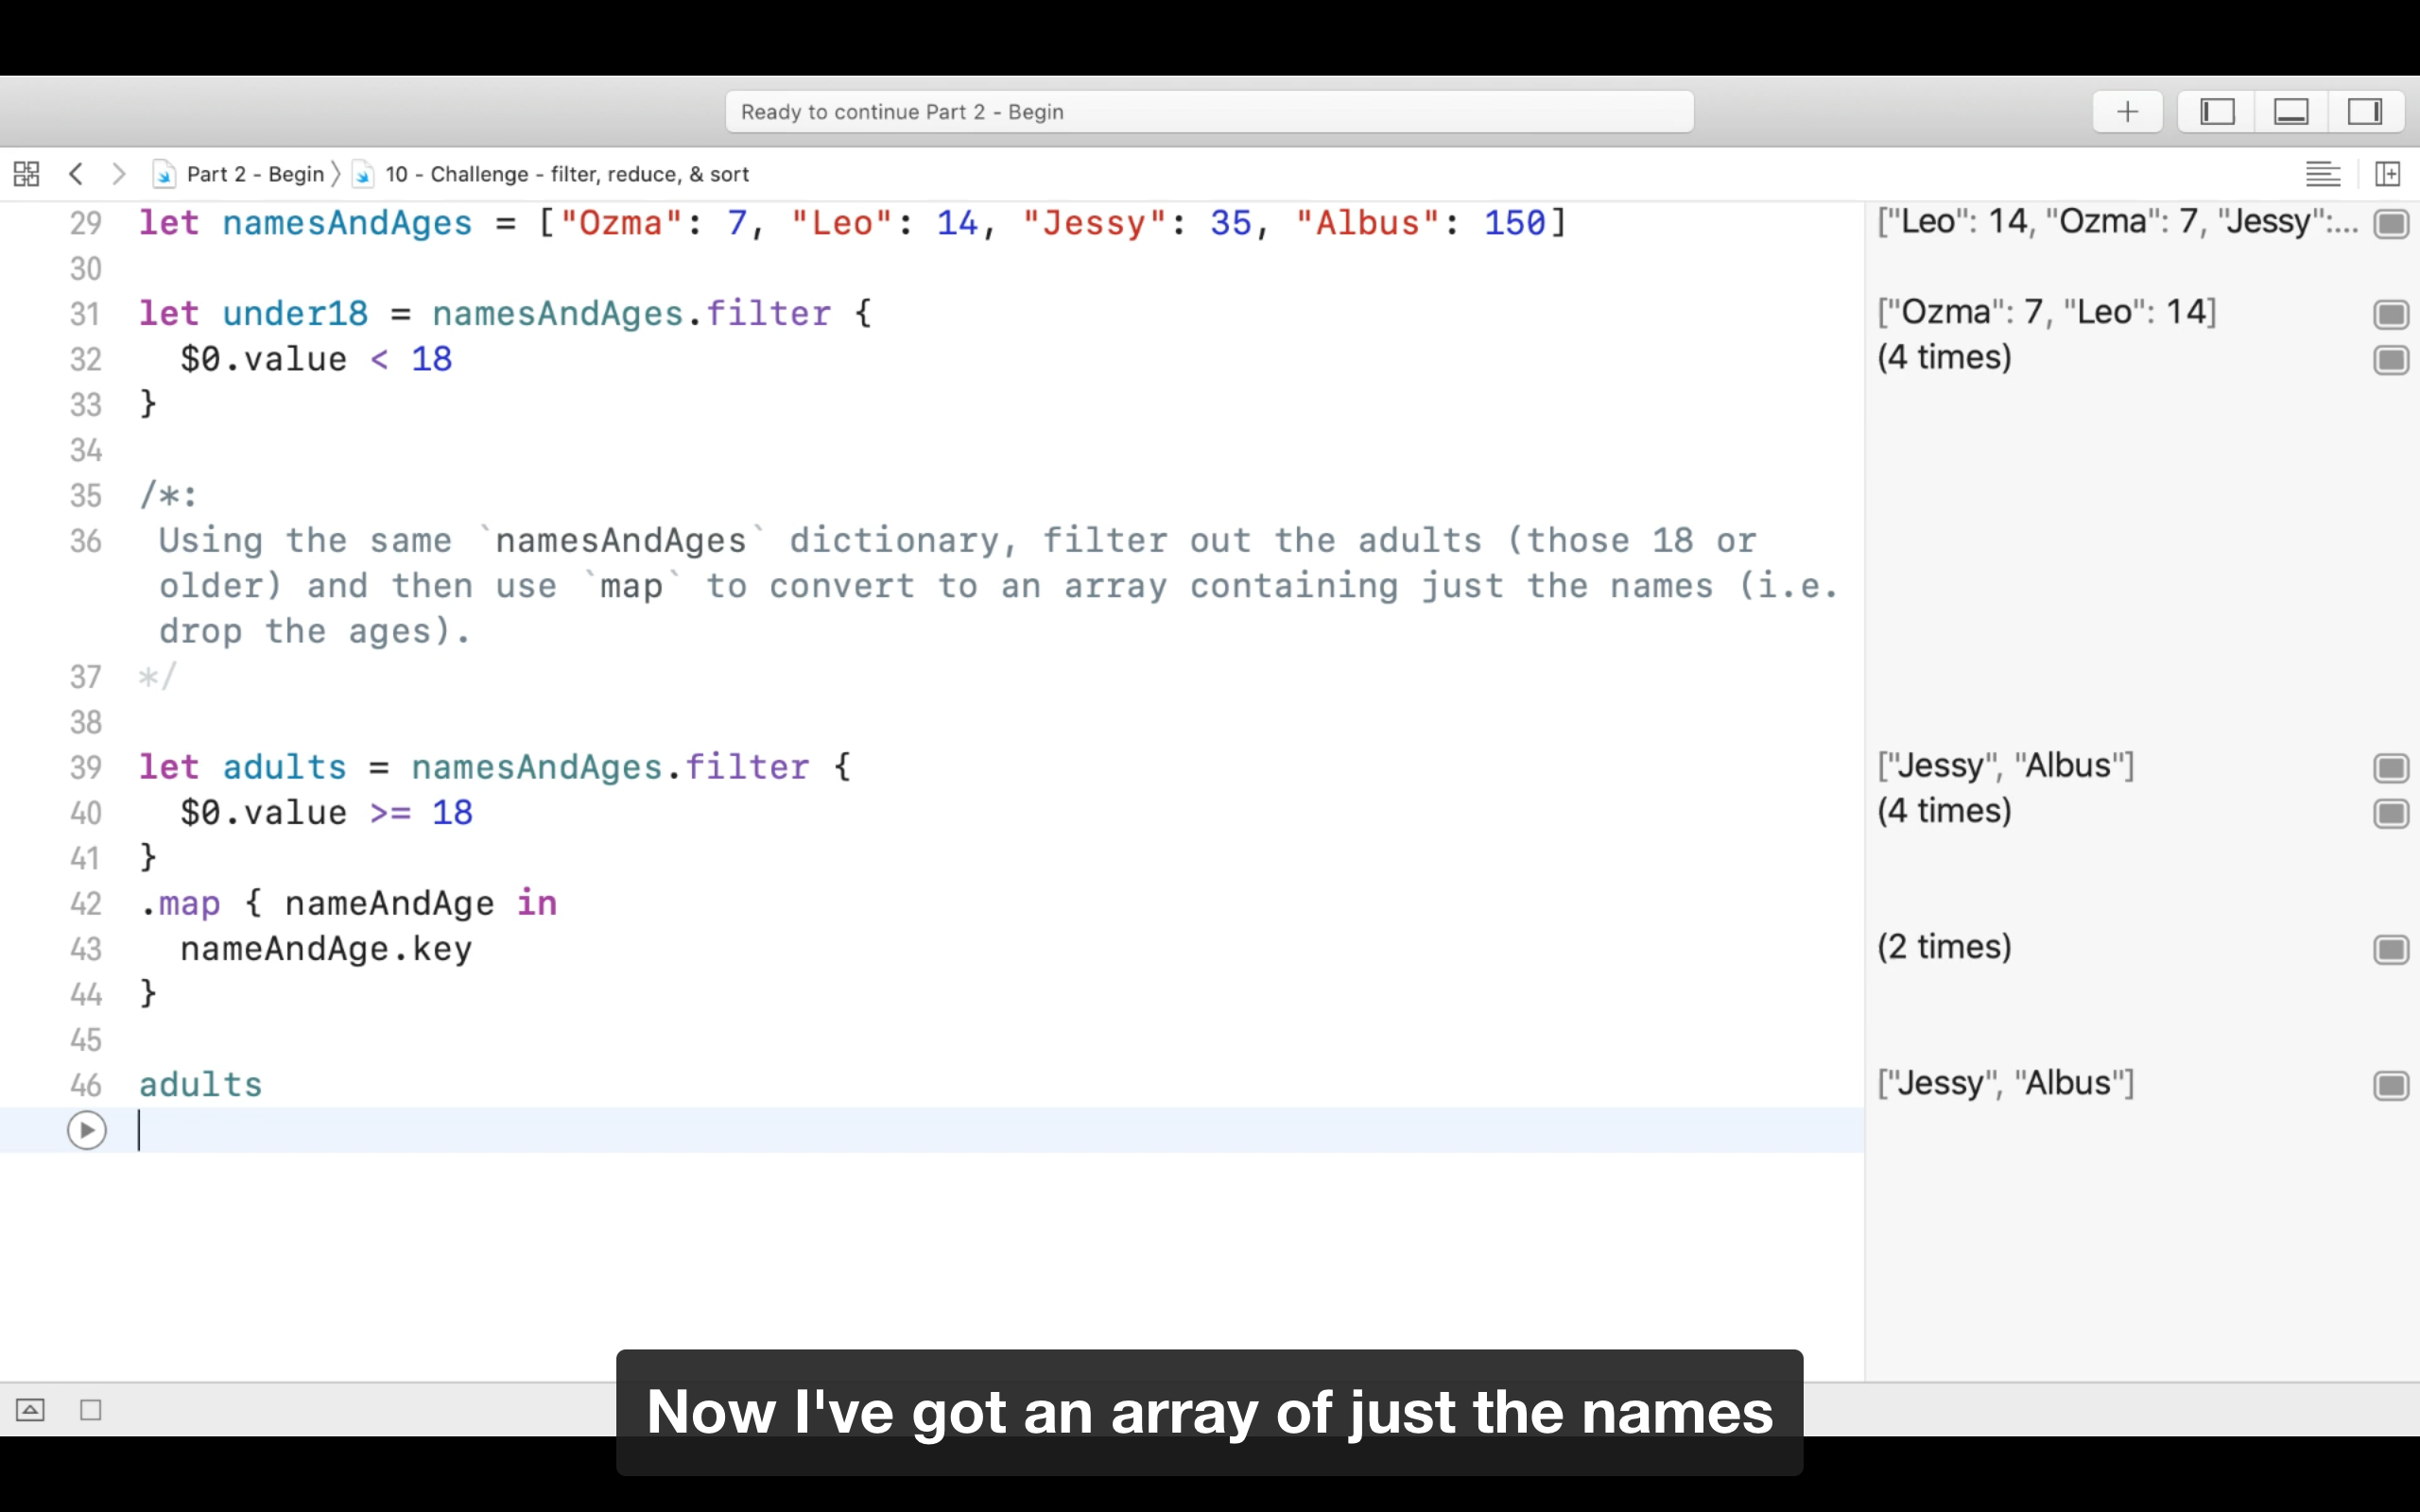 Ready to continue Part 2 - Begin
Part 2 - Begin 10 - Challenge - filter, reduce, & sort
29 let namesAndAges = ["Ozma": 7, "Leo": 14, "Jessy": 35, "Albus": 150] ["Leo": 14, "Ozma": 7, "Jessy":...
30
31 let under18 = namesAndAges.filter { ["Ozma": 7, "Leo": 14]
32 $0.value < 18 (4 times)
33 }
34
35 /*:
36 Using the same `namesAndAges` dictionary, filter out the adults (those 18 or
older) and then use `map` to convert to an array containing just the names (i.e.
drop the ages).
37 */
38
39 let adults = namesAndAges.filter { ["Jessy", "Albus"]
40 $0.value >= 18 (4 times)
41 }
42 .map { nameAndAge in
43 nameAndAge.key (2 times)
44 }
45
46 adults ["Jessy", "Albus"]
Now I've got an array of just the names